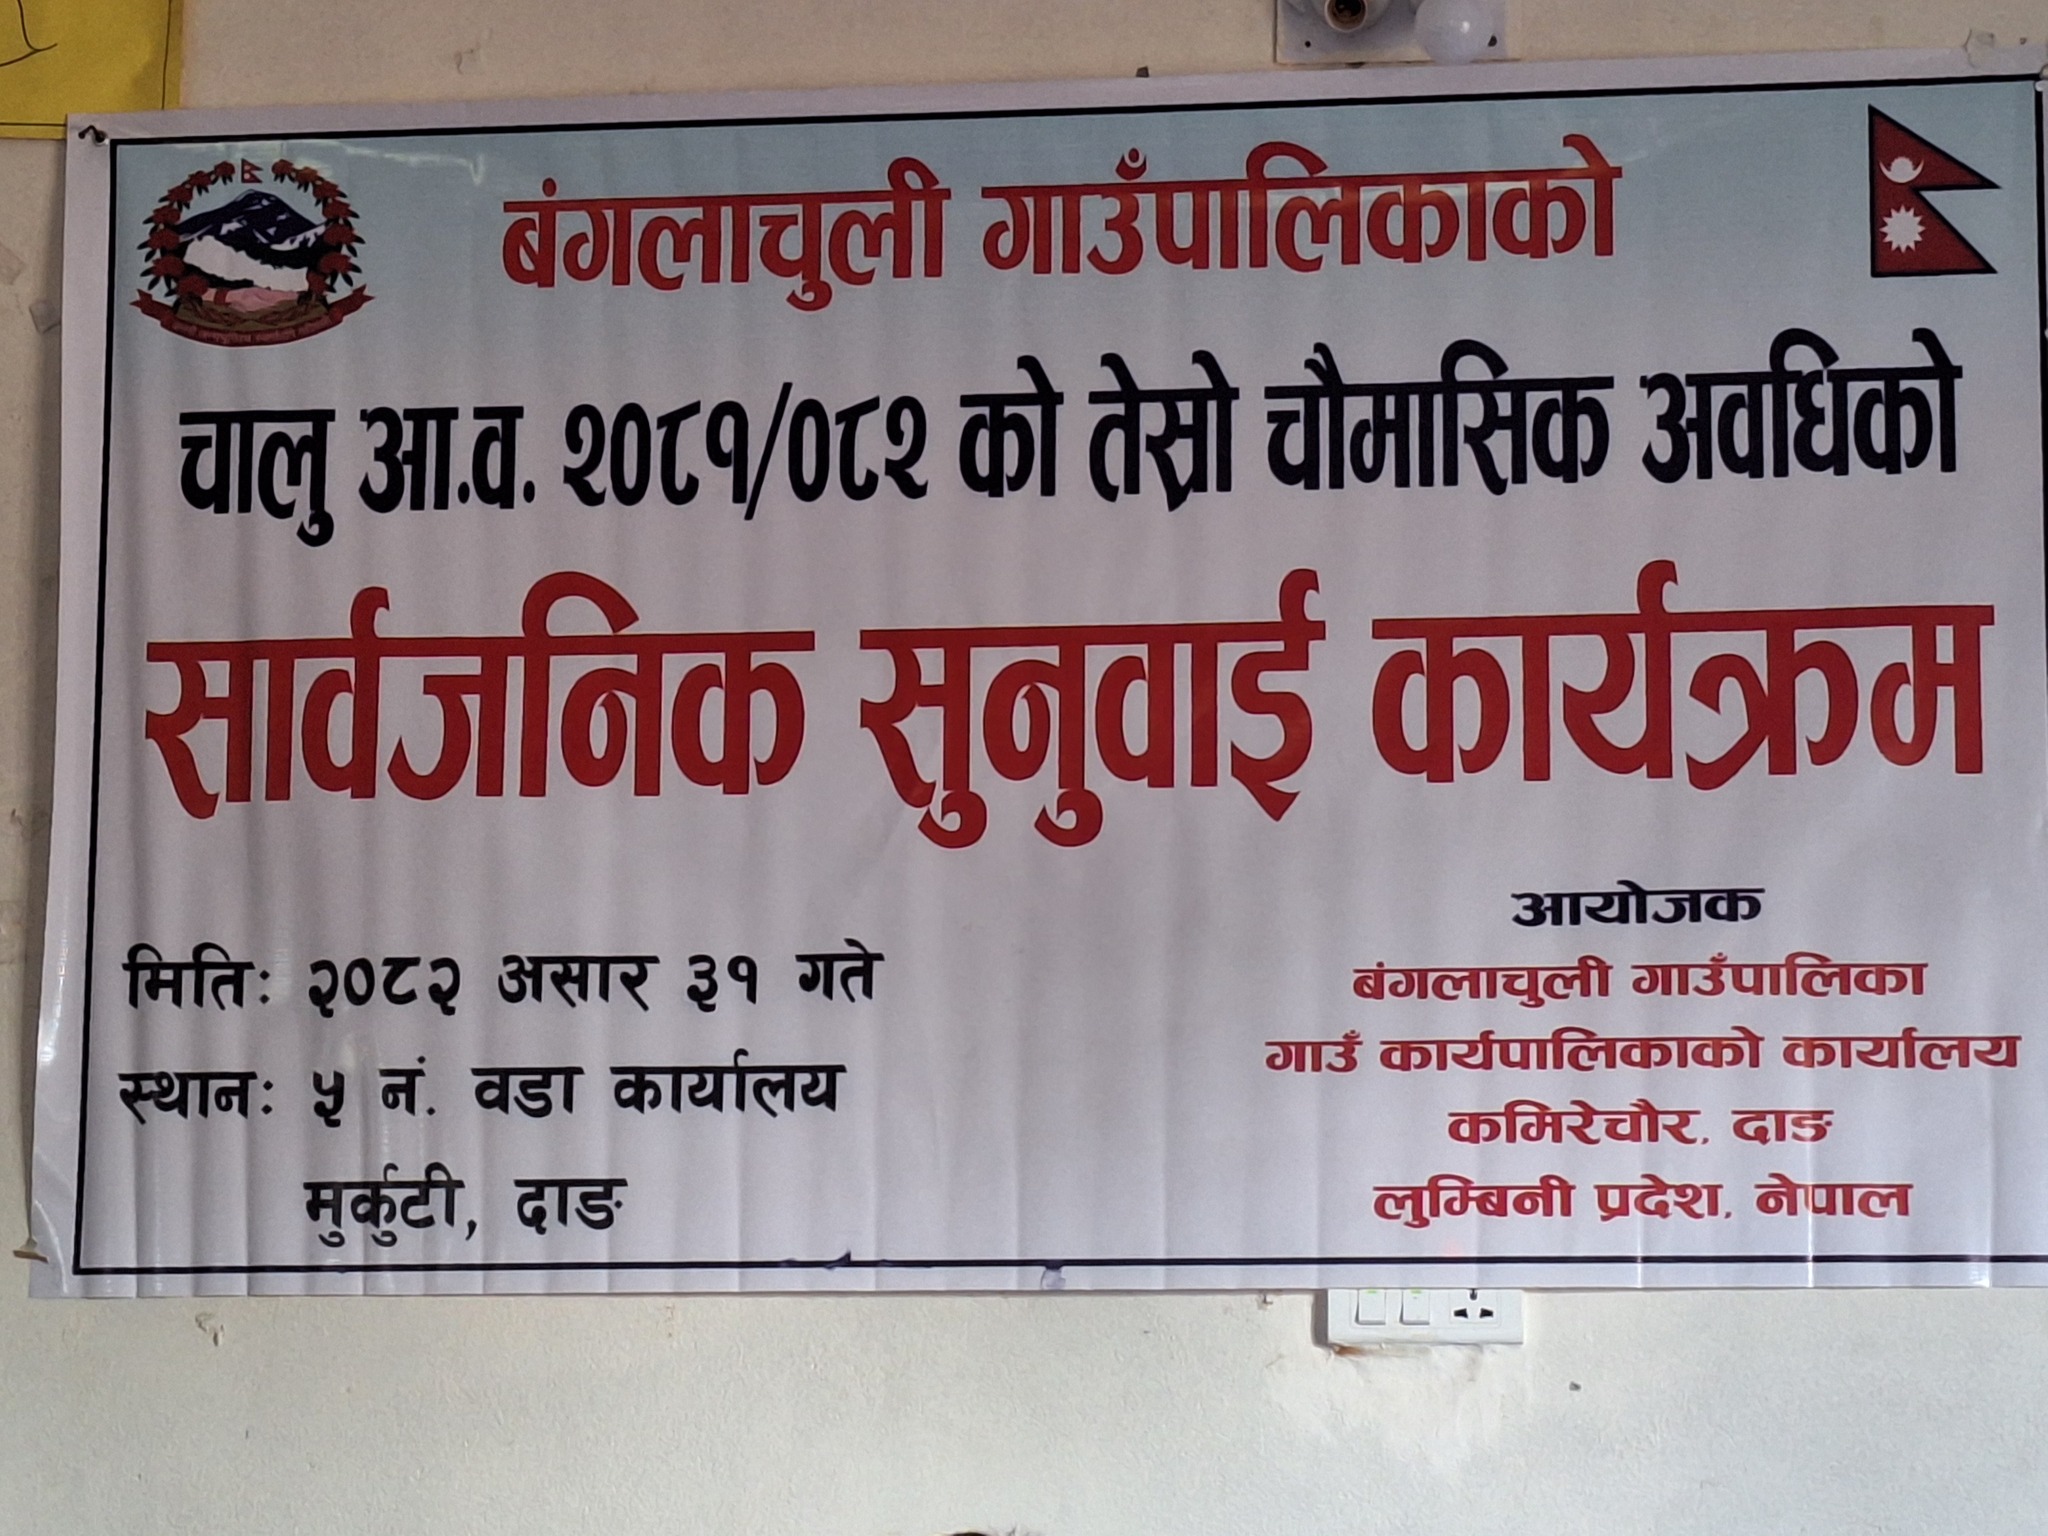 बंगलाचुली गाउँपालिकाको
चालु आ.व. २०८१/०८२ को तेस्रो चौमासिक अवधिको
सार्वजनिक सुनुवाई कार्यक्रम
मितिः २०८२ असार ३१ गते
स्थानः ५ नं. वडा कार्यालय
मुर्कुटी, दाङ
आयोजक
बंगलाचुली गाउँपालिका
गाउँ कार्यपालिकाको कार्यालय
कमिरेचौर, दाङ
लुम्बिनी प्रदेश, नेपाल